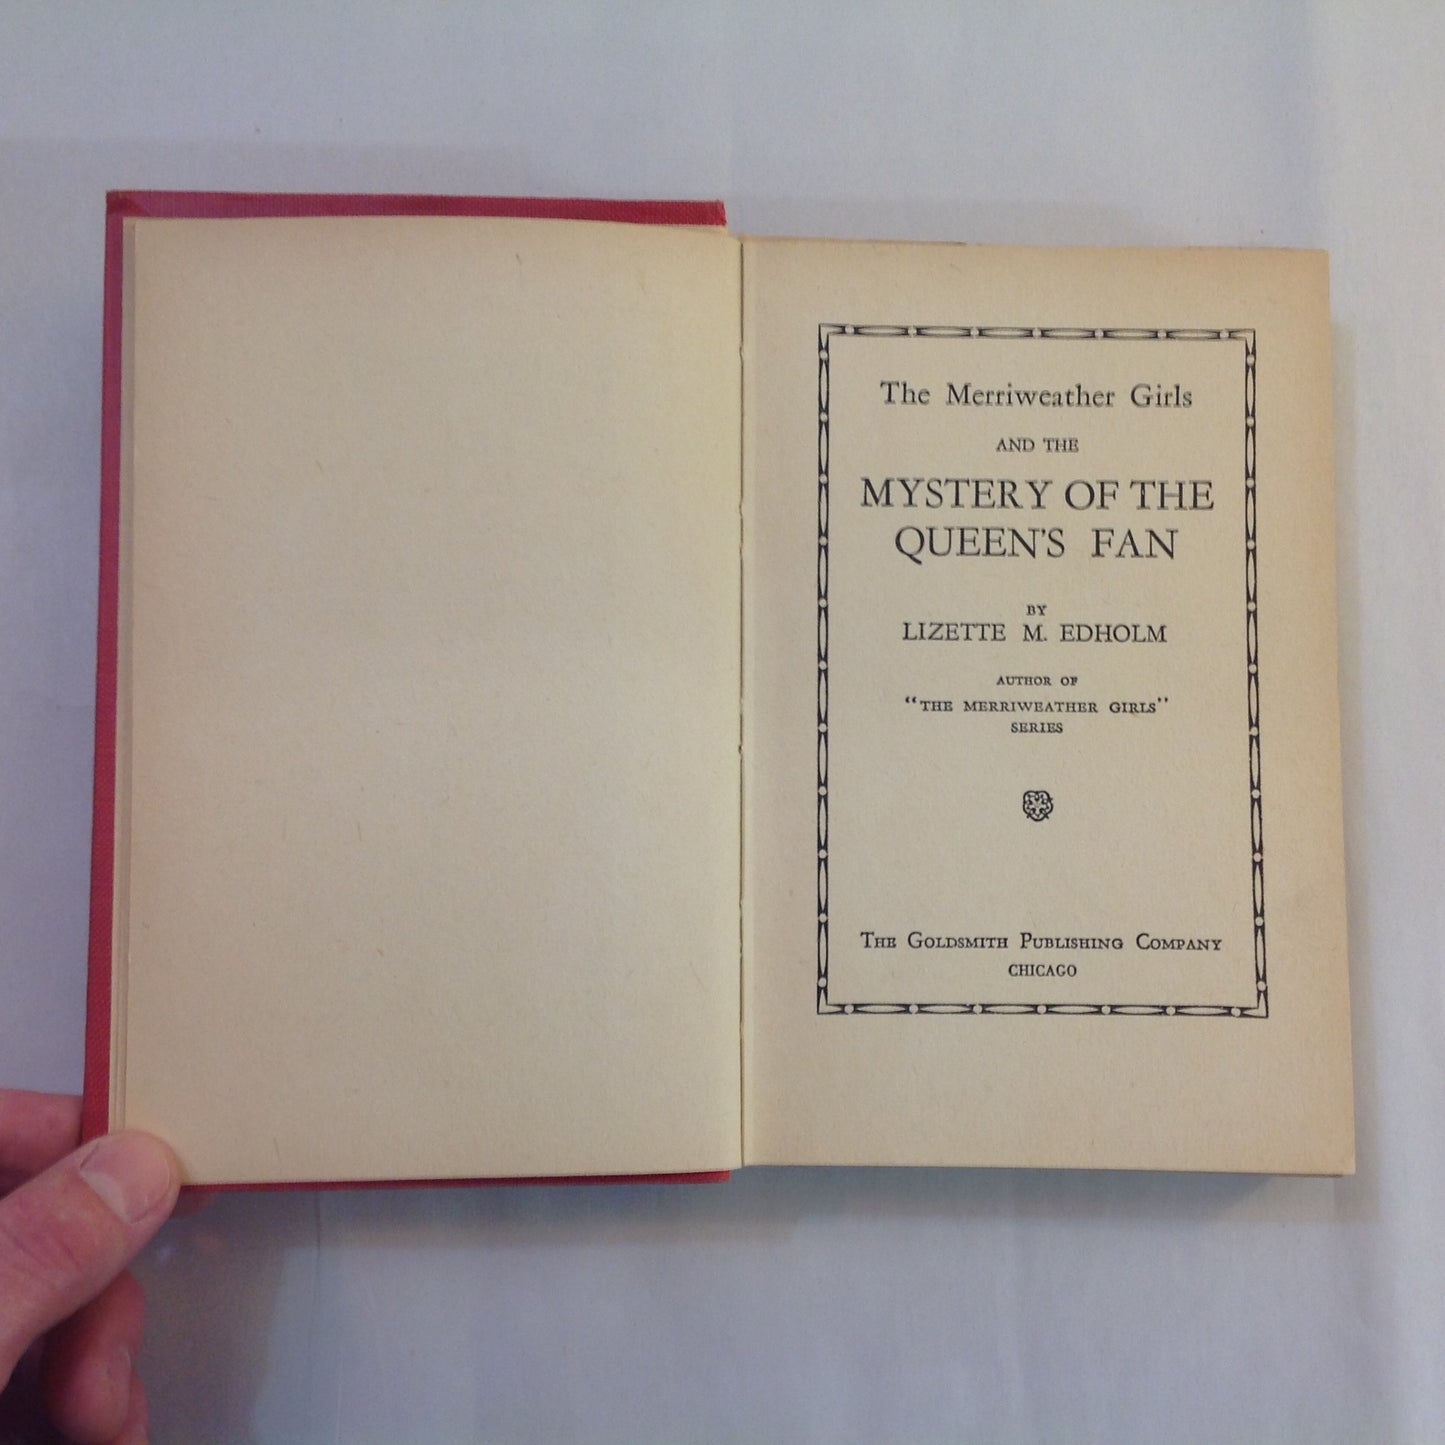 The Merriweather Girls
AND THE
MYSTERY OF THE
QUEEN'S FAN
BY
LIZETTE M. EDHOLM
AUTHOR OF
"THE MERRIWEATHER GIRLS"
SERIES
THE GOLDSMITH PUBLISHING COMPANY
CHICAGO